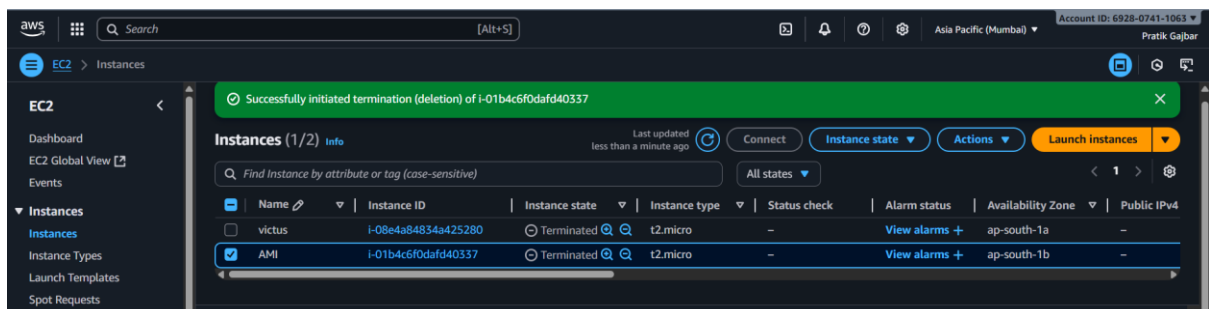 Account ID: 6928-0741-1063
aws Search [Alt+S] Asia Pacific (Mumbai) Pratik Gajbar
EC2 > Instances
EC2
Dashboard
EC2 Global View
Events
Instances
Instances
Instance Types
Launch Templates
Spot Requests
Successfully initiated termination (deletion) of i-01b4c6f0dafd40337
Instances (1/2) Info Last updated less than a minute ago Connect Instance state Actions Launch instances
Find Instance by attribute or tag (case-sensitive) All states < 1 >
Name Instance ID Instance state Instance type Status check Alarm status Availability Zone Public IPv4
victus i-08e4a84834a425280 Terminated t2.micro – View alarms + ap-south-1a –
AMI i-01b4c6f0dafd40337 Terminated t2.micro – View alarms + ap-south-1b –